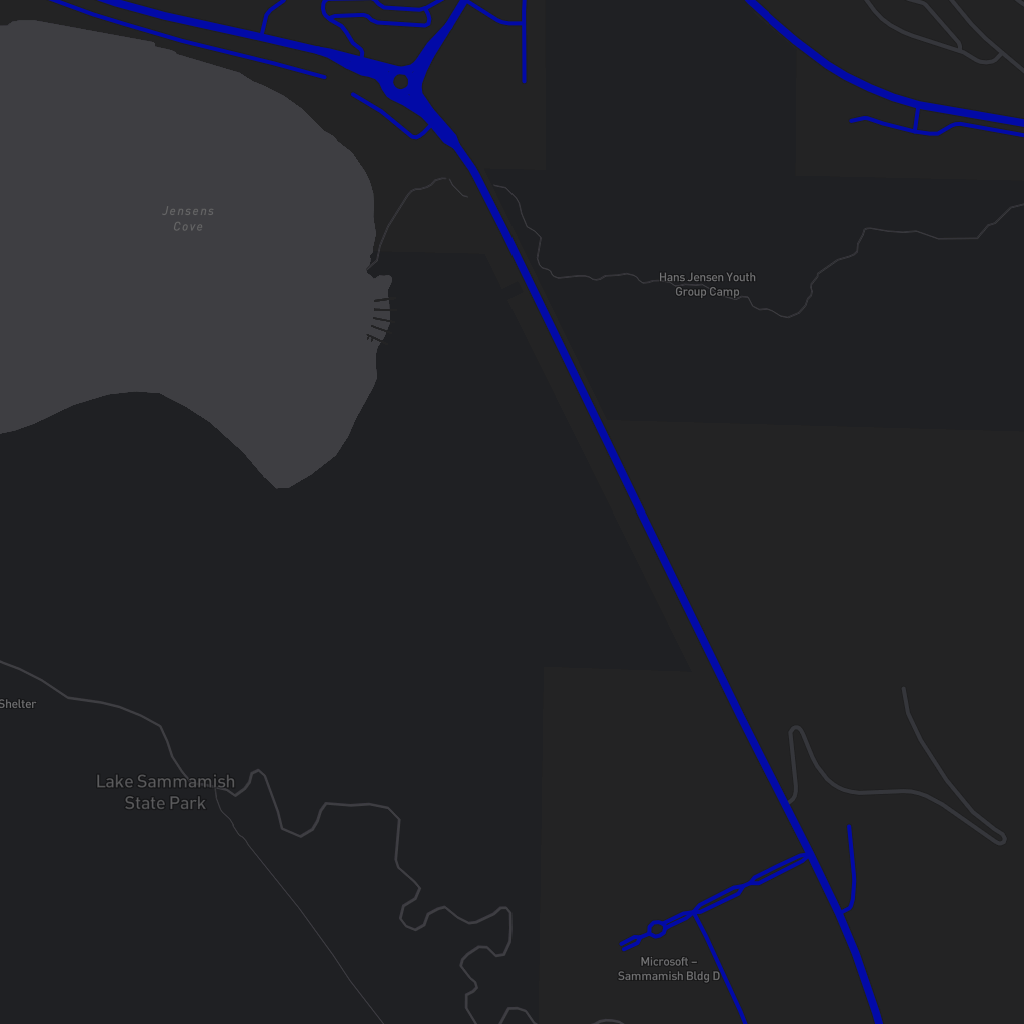 Jensens
Cove
Hans Jensen Youth
Group Camp
Shelter
Lake Sammamish
State Park
Microsoft –
Sammamish Bldg D